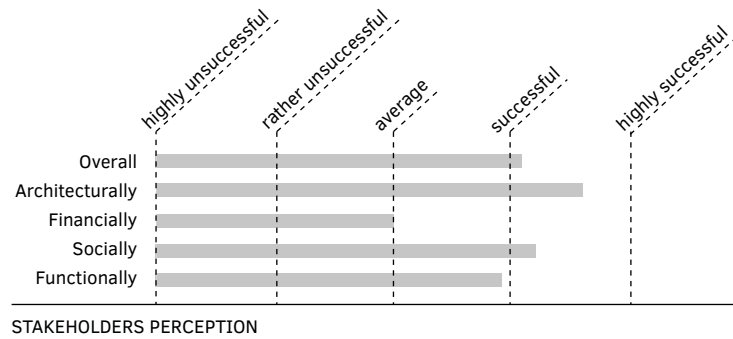 highly unsuccessful
rather unsuccessful
average
successful
highly successful
Overall
Architecturally
Financially
Socially
Functionally
STAKEHOLDERS PERCEPTION